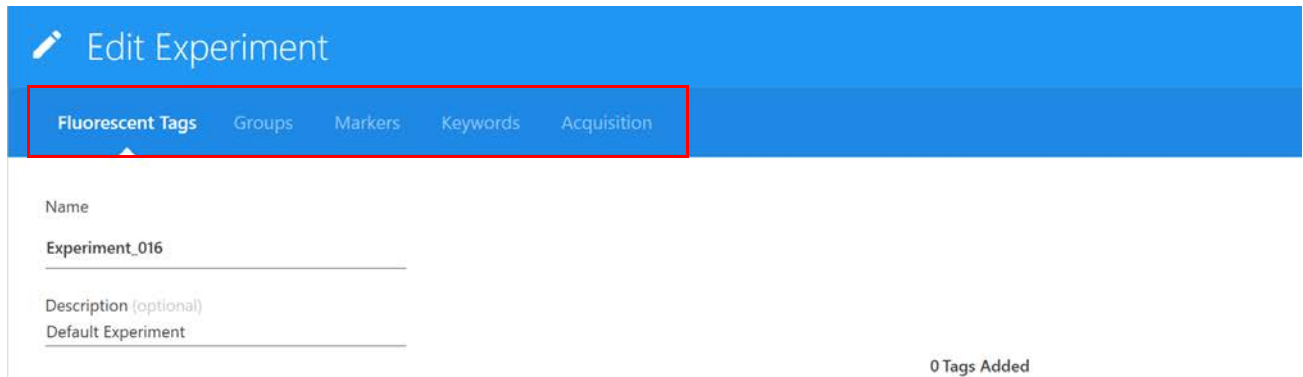 Edit Experiment
Fluorescent Tags Groups Markers Keywords Acquisition
Name
Experiment_016
Description (optional)
Default Experiment
0 Tags Added